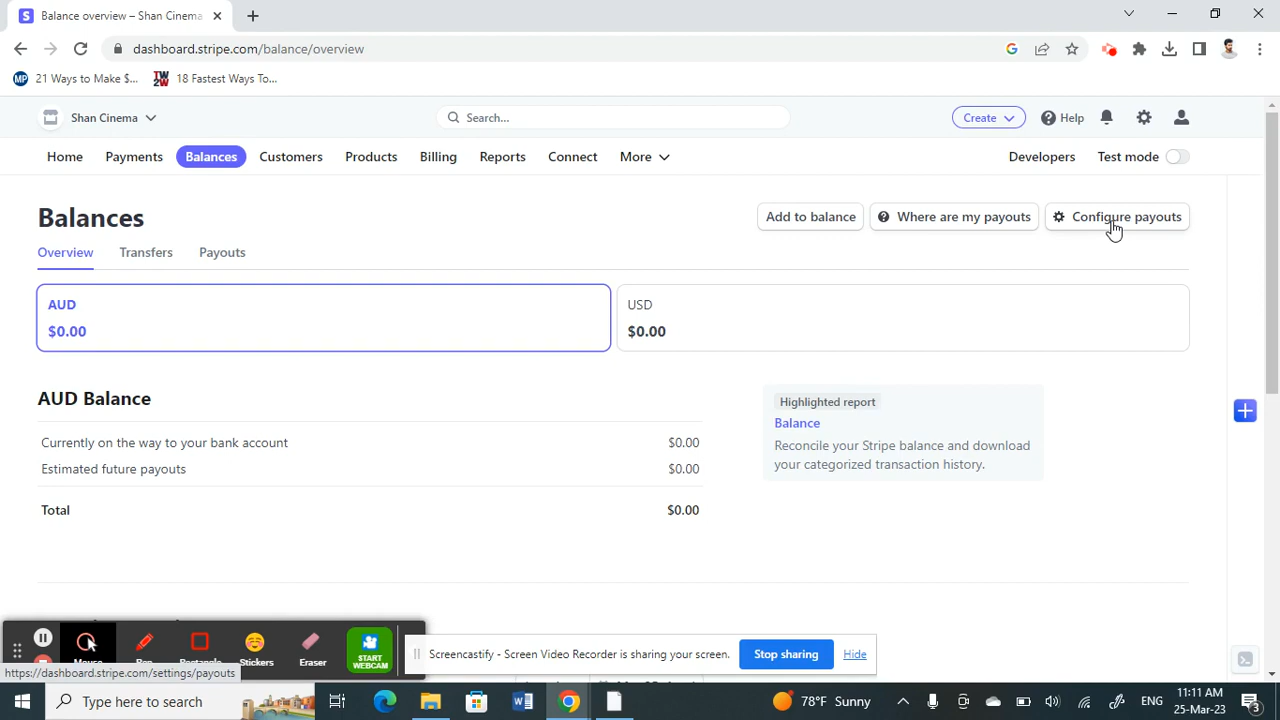 Balance overview – Shan Cinema
dashboard.stripe.com/balance/overview
21 Ways to Make $...
18 Fastest Ways To...
Shan Cinema
Search...
Create
Help
Home
Payments
Balances
Customers
Products
Billing
Reports
Connect
More
Developers
Test mode
Balances
Add to balance
Where are my payouts
Configure payouts
Overview
Transfers
Payouts
AUD
$0.00
USD
$0.00
AUD Balance
Currently on the way to your bank account $0.00
Estimated future payouts $0.00
Total $0.00
Highlighted report
Balance
Reconcile your Stripe balance and download
your categorized transaction history.
Mouse
Pen
Rectangle
Stickers
Eraser
START
WEBCAM
Screencastify - Screen Video Recorder is sharing your screen.
Stop sharing
Hide
https://dashboard.stripe.com/settings/payouts
Type here to search
78°F Sunny
ENG
11:11 AM
25-Mar-23
3